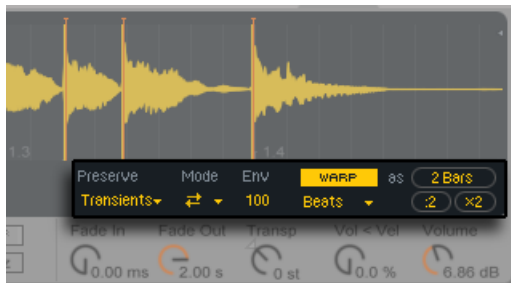 1.3
1.4
Preserve Mode Env WARP as 2 Bars
Transients 100 Beats :2 ×2
Fade In Fade Out Transp Vol < Vel Volume
0.00 ms 2.00 s 0 st 0.0 % 6.86 dB